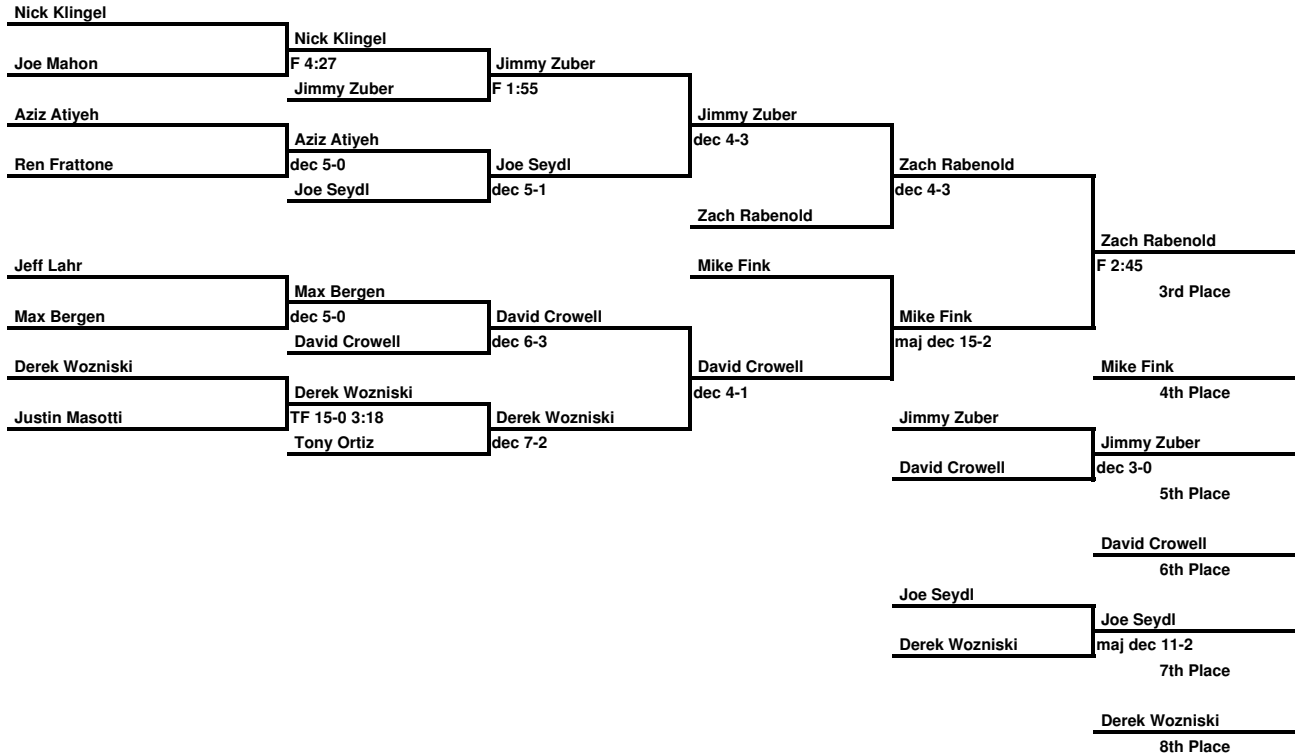 Nick Klingel
Nick Klingel
Joe Mahon
F 4:27
Jimmy Zuber
Jimmy Zuber
F 1:55
Aziz Atiyeh
Jimmy Zuber
Aziz Atiyeh
dec 4-3
Ren Frattone
dec 5-0
Joe Seydl
Zach Rabenold
Joe Seydl
dec 5-1
dec 4-3
Zach Rabenold
Zach Rabenold
Jeff Lahr
Mike Fink
F 2:45
Max Bergen
3rd Place
Max Bergen
dec 5-0
David Crowell
Mike Fink
David Crowell
dec 6-3
maj dec 15-2
Derek Wozniski
David Crowell
Mike Fink
Derek Wozniski
dec 4-1
4th Place
Justin Masotti
TF 15-0 3:18
Derek Wozniski
Jimmy Zuber
Tony Ortiz
dec 7-2
Jimmy Zuber
David Crowell
dec 3-0
5th Place
David Crowell
6th Place
Joe Seydl
Joe Seydl
Derek Wozniski
maj dec 11-2
7th Place
Derek Wozniski
8th Place